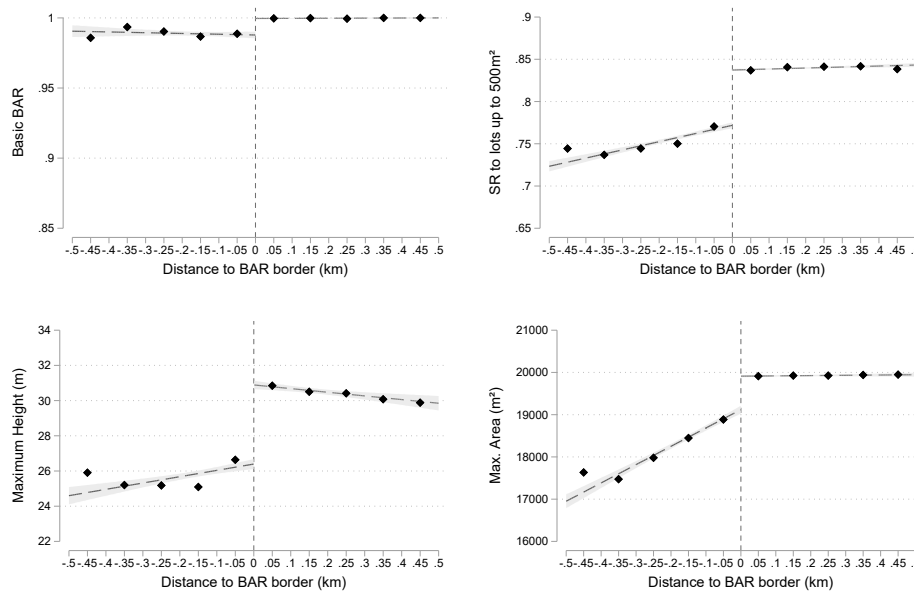 1
.95
.9
.85
Basic BAR
-.5 -.45 -.4 -.35 -.3 -.25 -.2 -.15 -.1 -.05 0 .05 .1 .15 .2 .25 .3 .35 .4 .45 .5
Distance to BAR border (km)
.9
.85
.8
.75
.7
.65
SR to lots up to 500m²
-.5 -.45 -.4 -.35 -.3 -.25 -.2 -.15 -.1 -.05 0 .05 .1 .15 .2 .25 .3 .35 .4 .45
Distance to BAR border (km)
34
32
30
28
26
24
22
Maximum Height (m)
-.5 -.45 -.4 -.35 -.3 -.25 -.2 -.15 -.1 -.05 0 .05 .1 .15 .2 .25 .3 .35 .4 .45 .5
Distance to BAR border (km)
21000
20000
19000
18000
17000
16000
Max. Area (m²)
-.5 -.45 -.4 -.35 -.3 -.25 -.2 -.15 -.1 -.05 0 .05 .1 .15 .2 .25 .3 .35 .4 .45
Distance to BAR border (km)